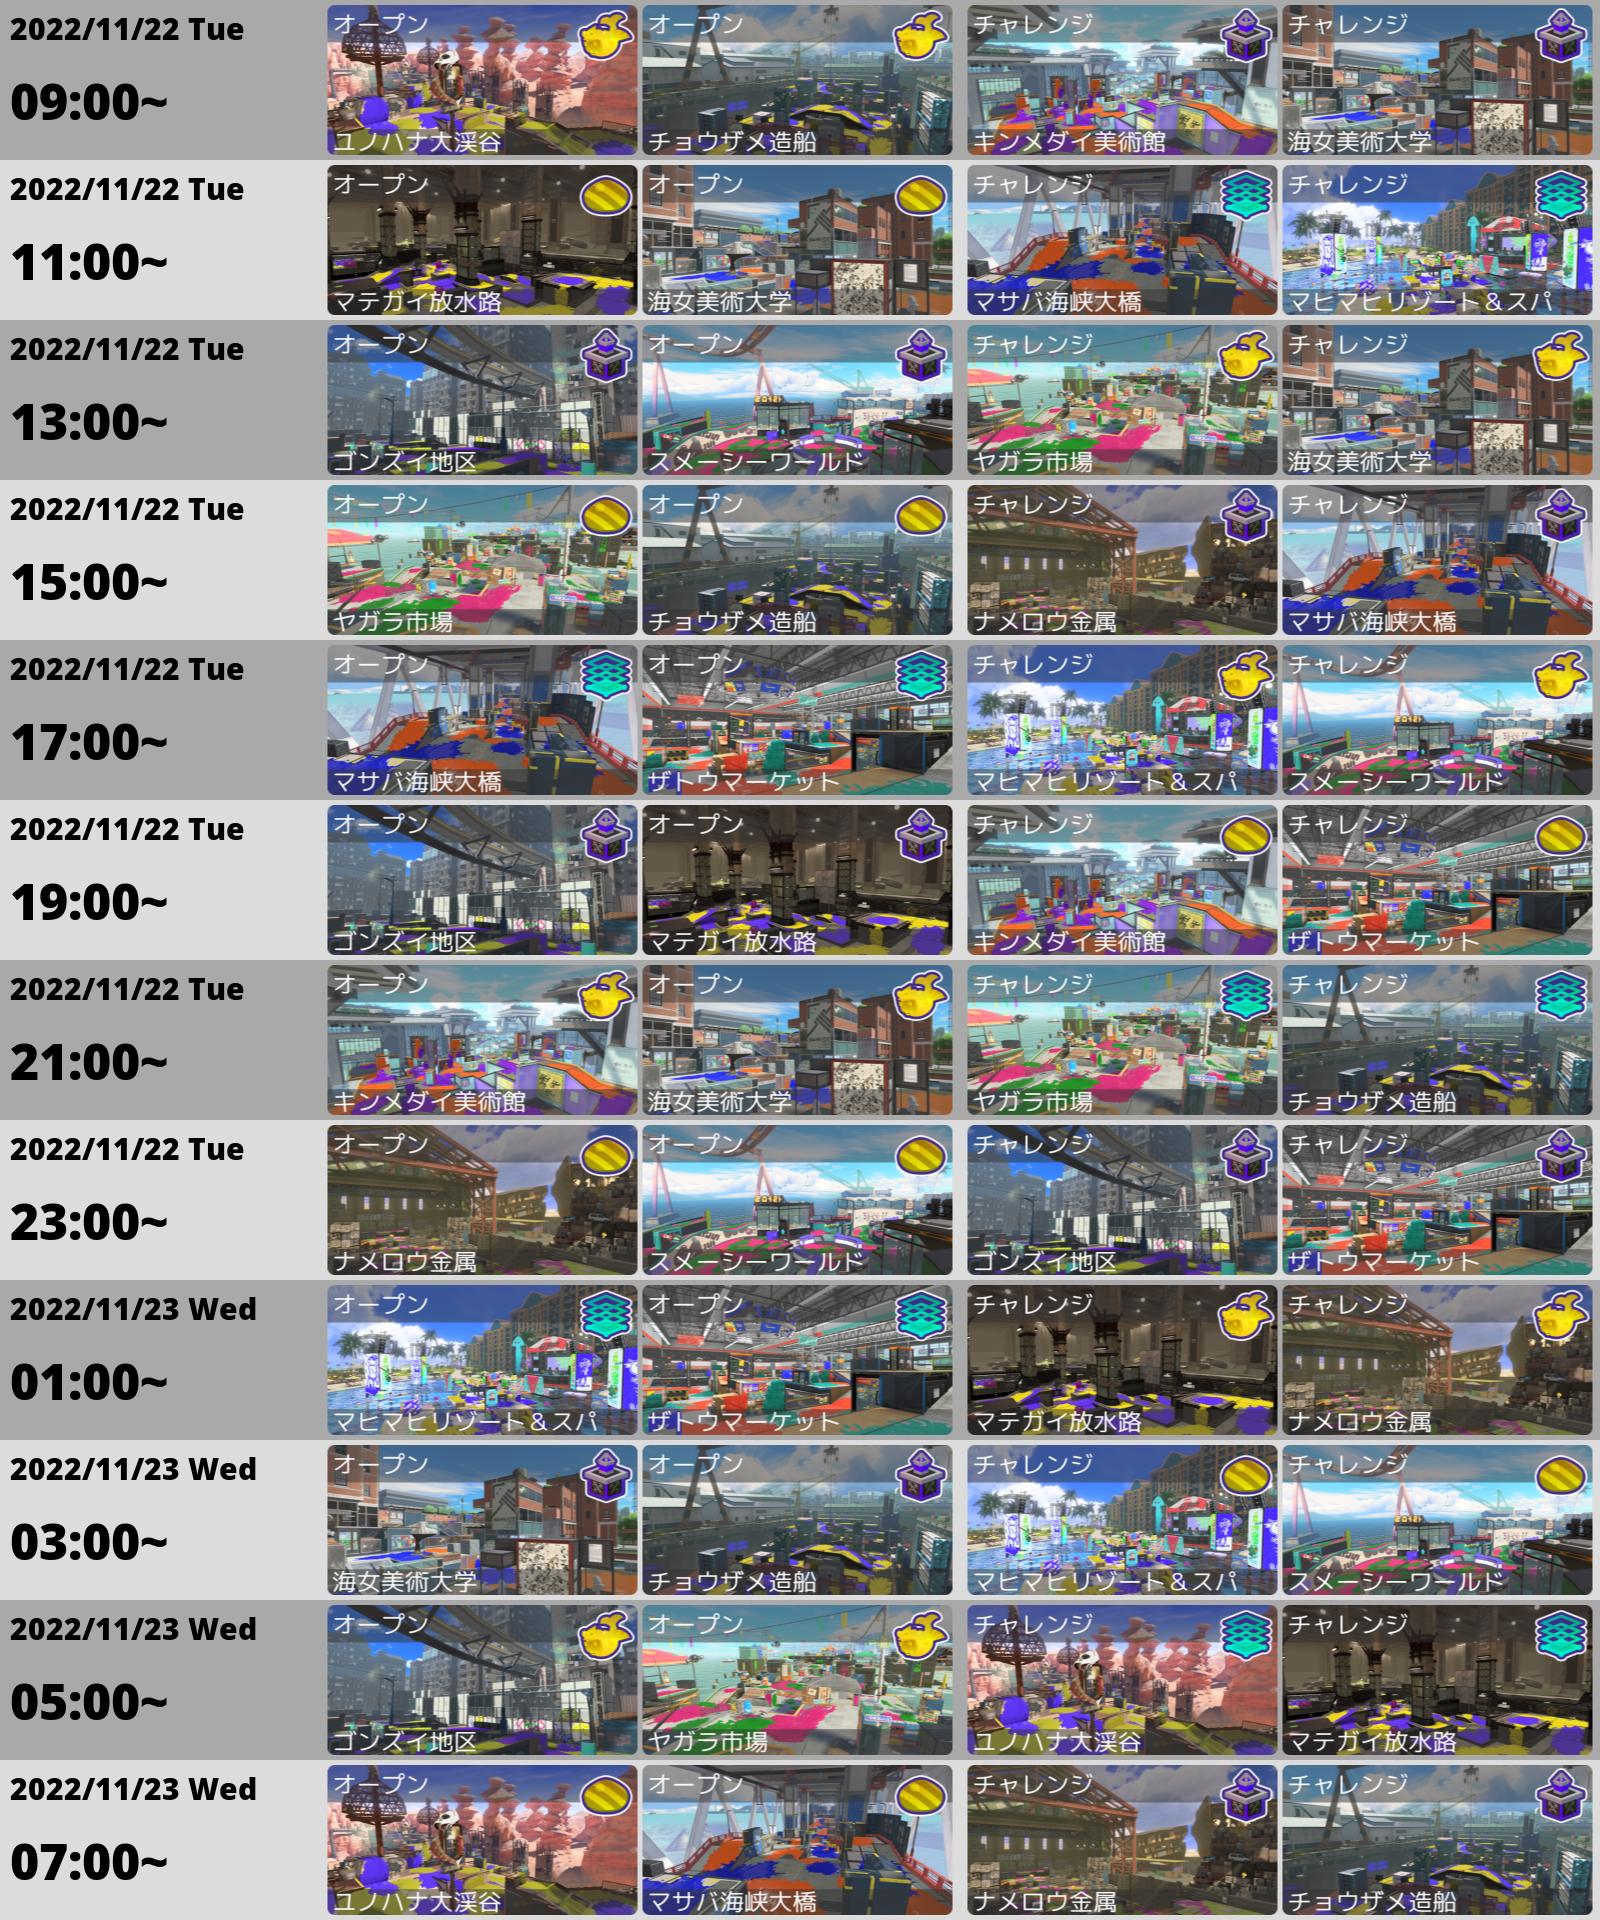 2022/11/22 Tue
09:00~
オープン
ユノハナ大渓谷
オープン
チョウザメ造船
チャレンジ
キンメダイ美術館
チャレンジ
海女美術大学
2022/11/22 Tue
11:00~
オープン
マテガイ放水路
オープン
海女美術大学
チャレンジ
マサバ海峡大橋
チャレンジ
マヒマヒリゾート＆スパ
2022/11/22 Tue
13:00~
オープン
ゴンズイ地区
オープン
スメーシーワールド
チャレンジ
ヤガラ市場
チャレンジ
海女美術大学
2022/11/22 Tue
15:00~
オープン
ヤガラ市場
オープン
チョウザメ造船
チャレンジ
ナメロウ金属
チャレンジ
マサバ海峡大橋
2022/11/22 Tue
17:00~
オープン
マサバ海峡大橋
オープン
ザトウマーケット
チャレンジ
マヒマヒリゾート＆スパ
チャレンジ
スメーシーワールド
2022/11/22 Tue
19:00~
オープン
ゴンズイ地区
オープン
マテガイ放水路
チャレンジ
キンメダイ美術館
チャレンジ
ザトウマーケット
2022/11/22 Tue
21:00~
オープン
キンメダイ美術館
オープン
海女美術大学
チャレンジ
ヤガラ市場
チャレンジ
チョウザメ造船
2022/11/22 Tue
23:00~
オープン
ナメロウ金属
オープン
スメーシーワールド
チャレンジ
ゴンズイ地区
チャレンジ
ザトウマーケット
2022/11/23 Wed
01:00~
オープン
マヒマヒリゾート＆スパ
オープン
ザトウマーケット
チャレンジ
マテガイ放水路
チャレンジ
ナメロウ金属
2022/11/23 Wed
03:00~
オープン
海女美術大学
オープン
チョウザメ造船
チャレンジ
マヒマヒリゾート＆スパ
チャレンジ
スメーシーワールド
2022/11/23 Wed
05:00~
オープン
ゴンズイ地区
オープン
ヤガラ市場
チャレンジ
ユノハナ大渓谷
チャレンジ
マテガイ放水路
2022/11/23 Wed
07:00~
オープン
ユノハナ大渓谷
オープン
マサバ海峡大橋
チャレンジ
ナメロウ金属
チャレンジ
チョウザメ造船